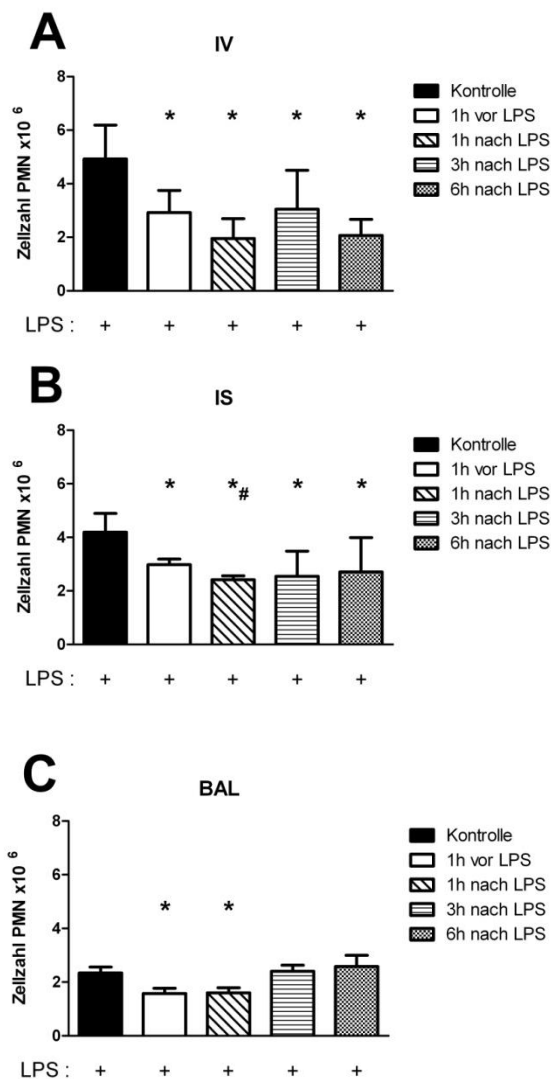 A
IV
Zellzahl PMN x10 6
8
6
4
2
0
* * * *
LPS : + + + + +
Kontrolle
1h vor LPS
1h nach LPS
3h nach LPS
6h nach LPS
B
IS
Zellzahl PMN x10 6
8
6
4
2
0
* *# * *
LPS : + + + + +
Kontrolle
1h vor LPS
1h nach LPS
3h nach LPS
6h nach LPS
C
BAL
Zellzahl PMN x10 6
8
6
4
2
0
* *
LPS : + + + + +
Kontrolle
1h vor LPS
1h nach LPS
3h nach LPS
6h nach LPS